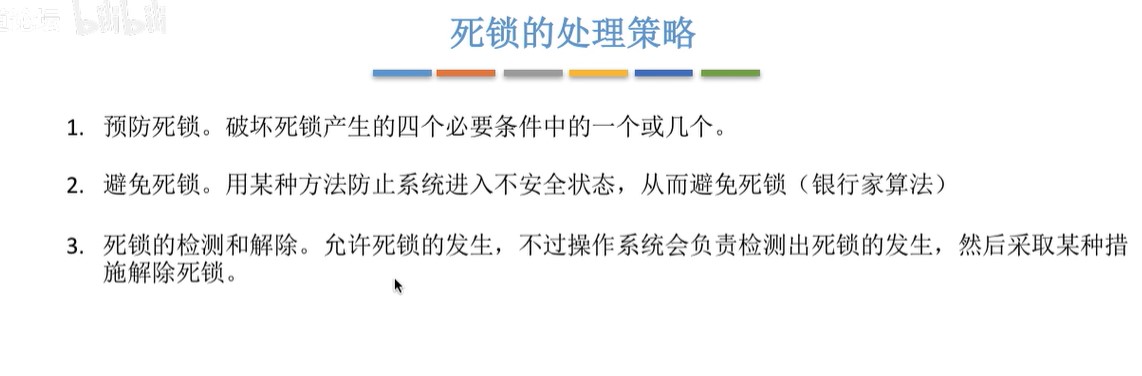 bilibili
死锁的处理策略
1. 预防死锁。破坏死锁产生的四个必要条件中的一个或几个。
2. 避免死锁。用某种方法防止系统进入不安全状态，从而避免死锁（银行家算法）
3. 死锁的检测和解除。允许死锁的发生，不过操作系统会负责检测出死锁的发生，然后采取某种措
施解除死锁。